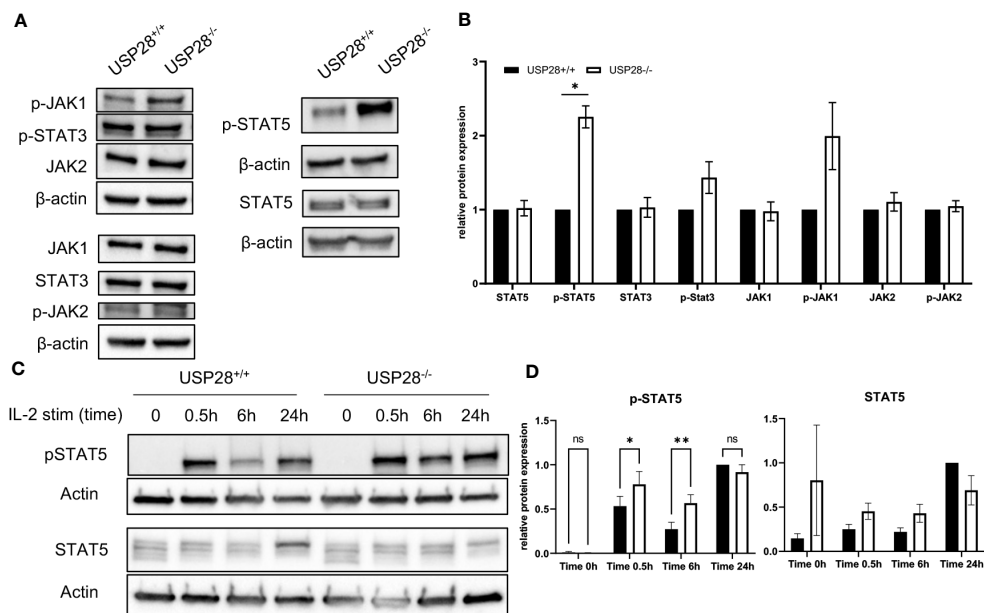 A
USP28+/+
USP28-/-
p-JAK1
p-STAT3
JAK2
β-actin
JAK1
STAT3
p-JAK2
β-actin
USP28+/+
USP28-/-
p-STAT5
β-actin
STAT5
β-actin
B
USP28+/+ USP28-/-
relative protein expression
3
2
1
0
*
STAT5 p-STAT5 STAT3 p-Stat3 JAK1 p-JAK1 JAK2 p-JAK2
C
USP28+/+ USP28-/-
IL-2 stim (time) 0 0.5h 6h 24h 0 0.5h 6h 24h
pSTAT5
Actin
STAT5
Actin
D
p-STAT5
relative protein expression
1.5
1.0
0.5
0.0
ns * ** ns
Time 0h Time 0.5h Time 6h Time 24h
STAT5
1.5
1.0
0.5
0.0
Time 0h Time 0.5h Time 6h Time 24h